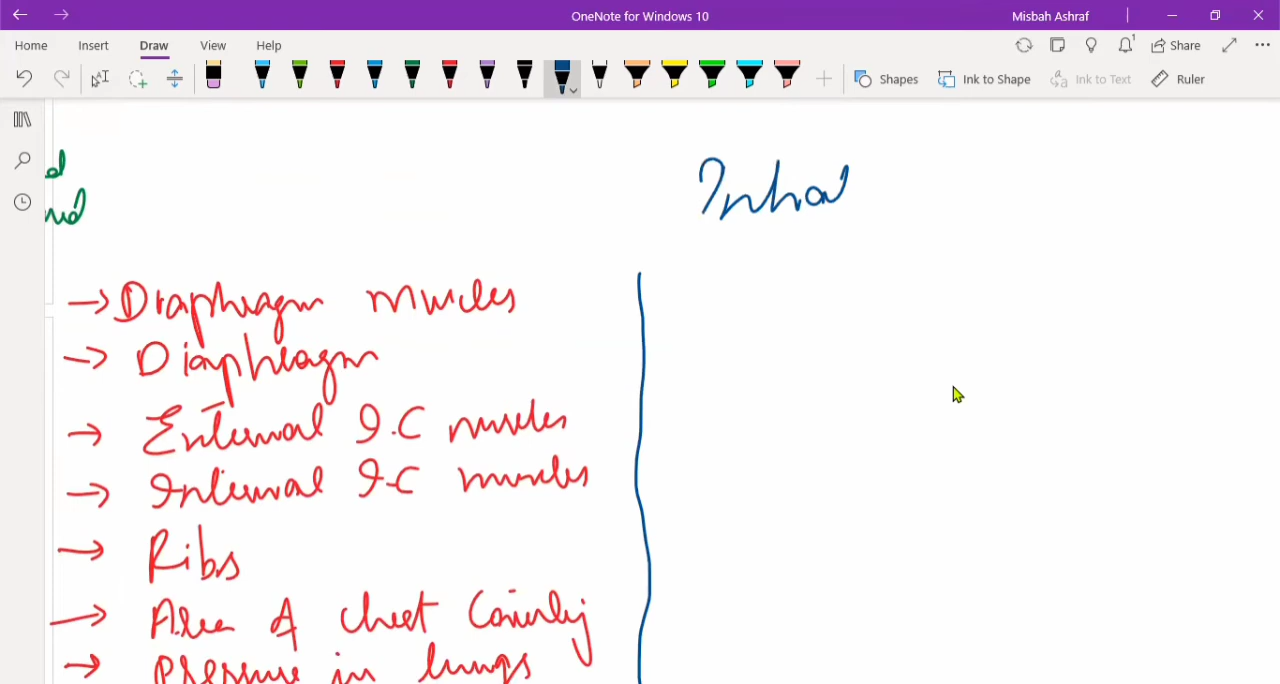 OneNote for Windows 10
Misbah Ashraf
Home Insert Draw View Help
Share
Shapes Ink to Shape Ink to Text Ruler
Inhal
→ Diaphragm muscles
→ Diaphragm
→ External I.C muscles
→ Internal I-C muscles
→ Ribs
→ Area of chest Cavity
→ Pressure in lungs